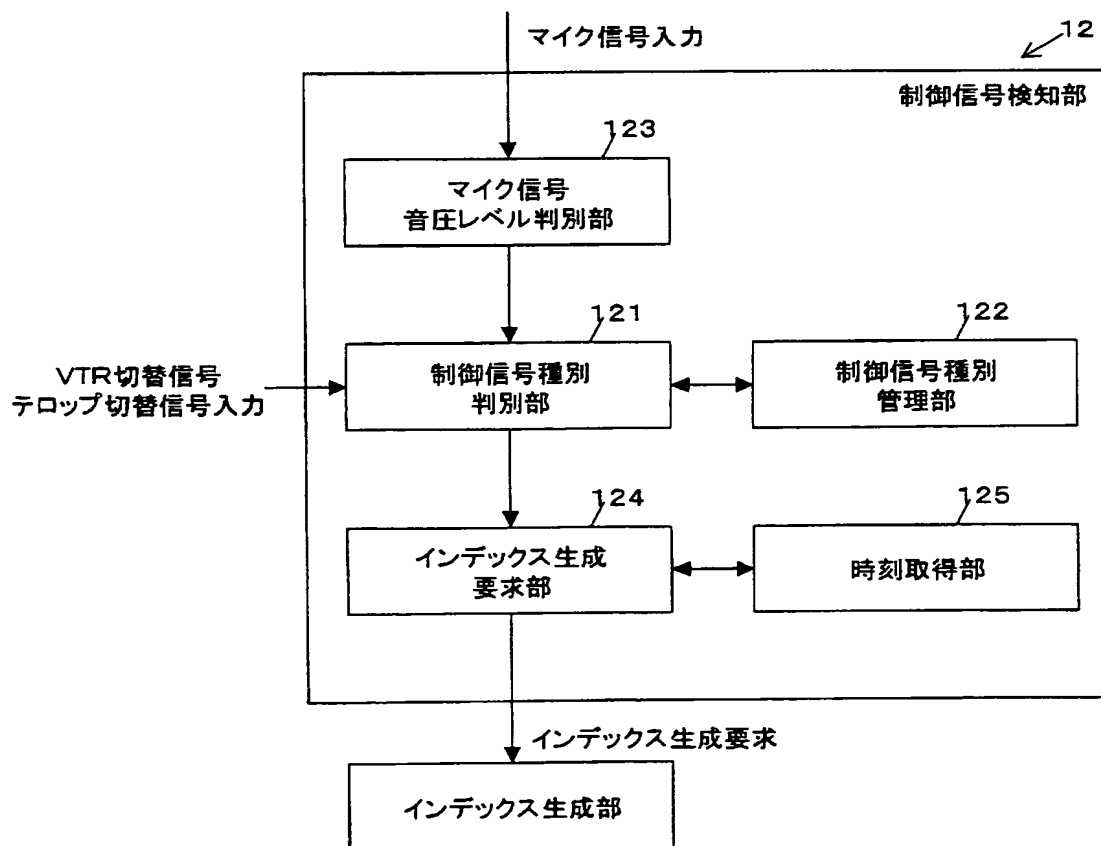 マイク信号入力
12
制御信号検知部
123
マイク信号
音圧レベル判別部
121
122
VTR切替信号
テロップ切替信号入力
制御信号種別
判別部
制御信号種別
管理部
124
125
インデックス生成
要求部
時刻取得部
インデックス生成要求
インデックス生成部